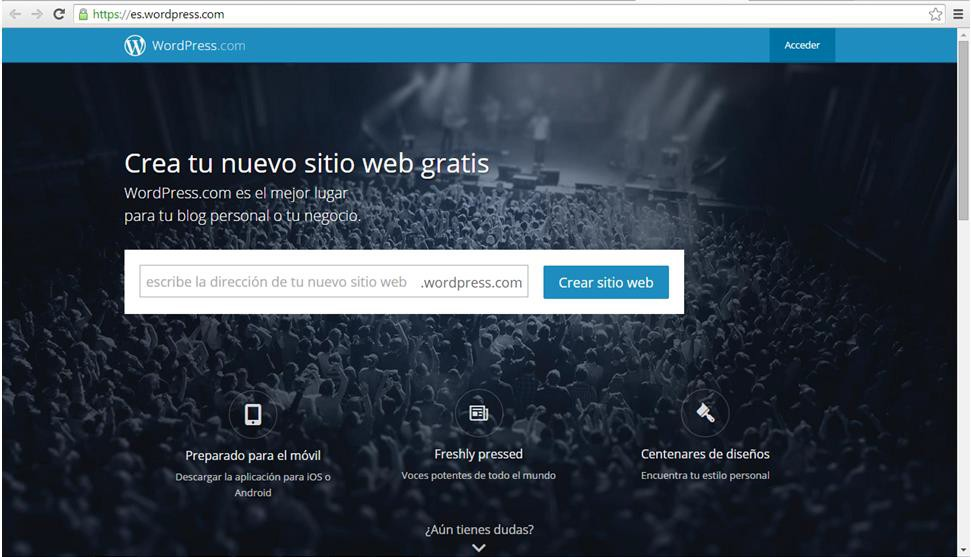 https://es.wordpress.com
WordPress.com
Acceder
Crea tu nuevo sitio web gratis
WordPress.com es el mejor lugar
para tu blog personal o tu negocio.
escribe la dirección de tu nuevo sitio web .wordpress.com
Crear sitio web
Preparado para el móvil
Descargar la aplicación para iOS o
Android
Freshly pressed
Voces potentes de todo el mundo
Centenares de diseños
Encuentra tu estilo personal
¿Aún tienes dudas?